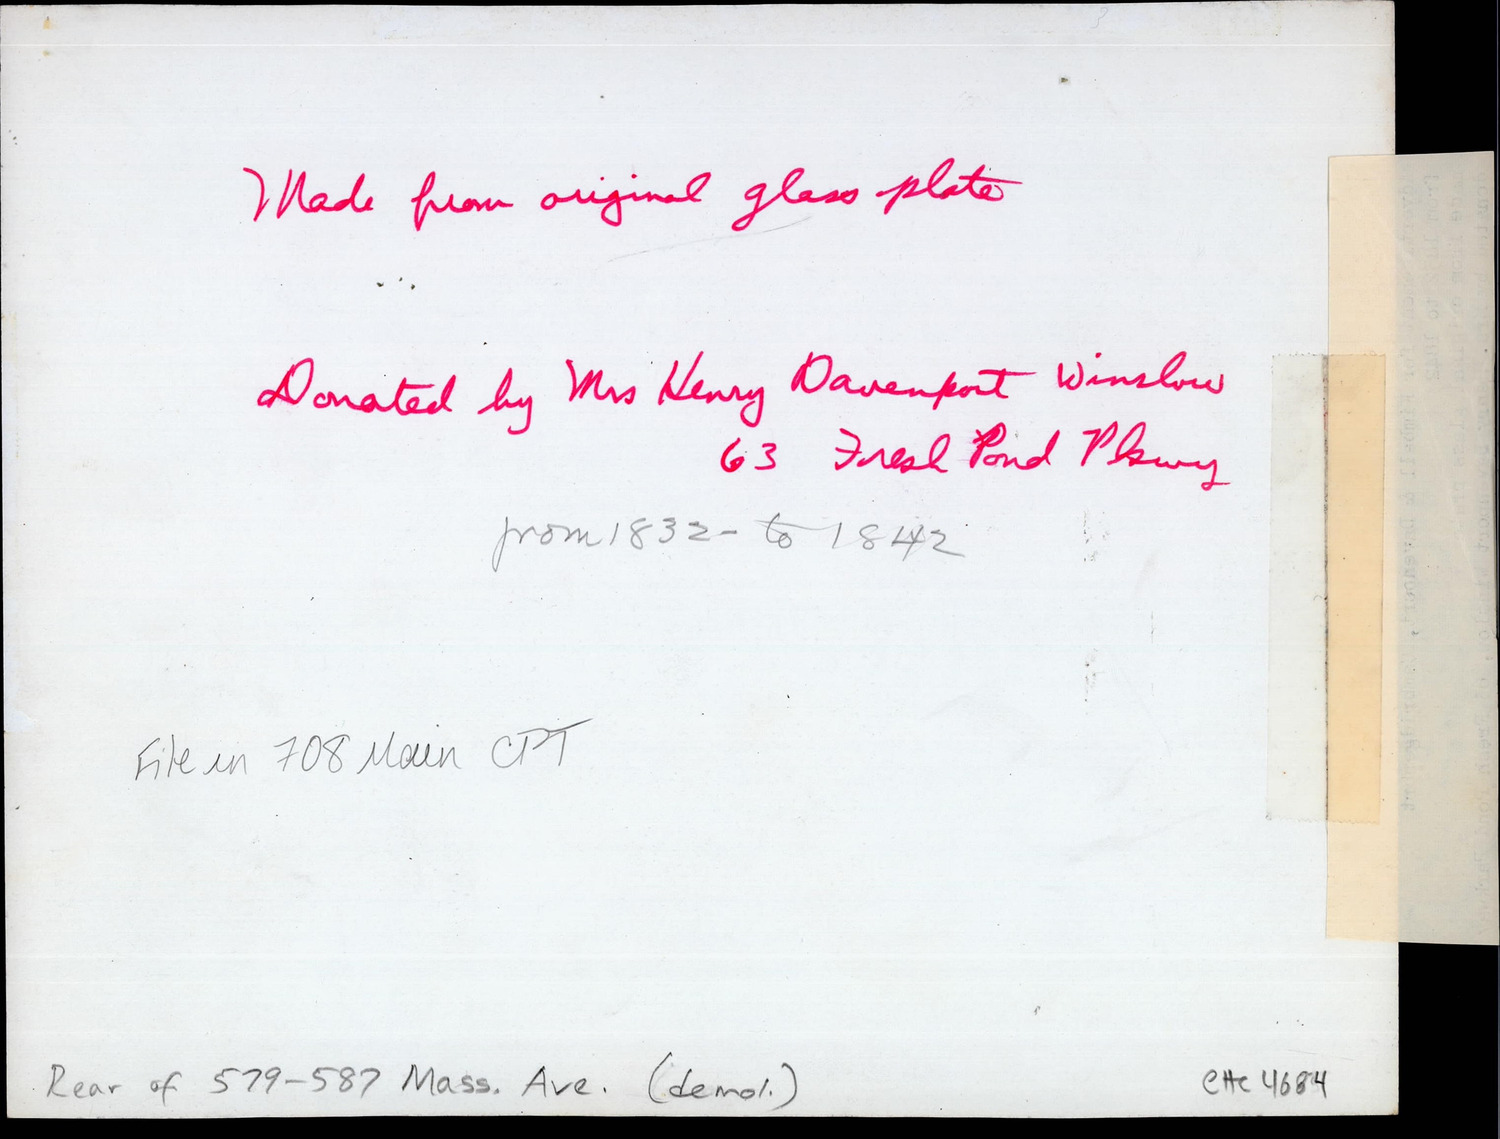 Made from original glass plate
Donated by Mrs Henry Davenport Winslow
63 Fresh Pond Pkwy
from 1832- to 1842
File in 708 Main CPT
Rear of 579-587 Mass. Ave. (demol.)
CHC 4684